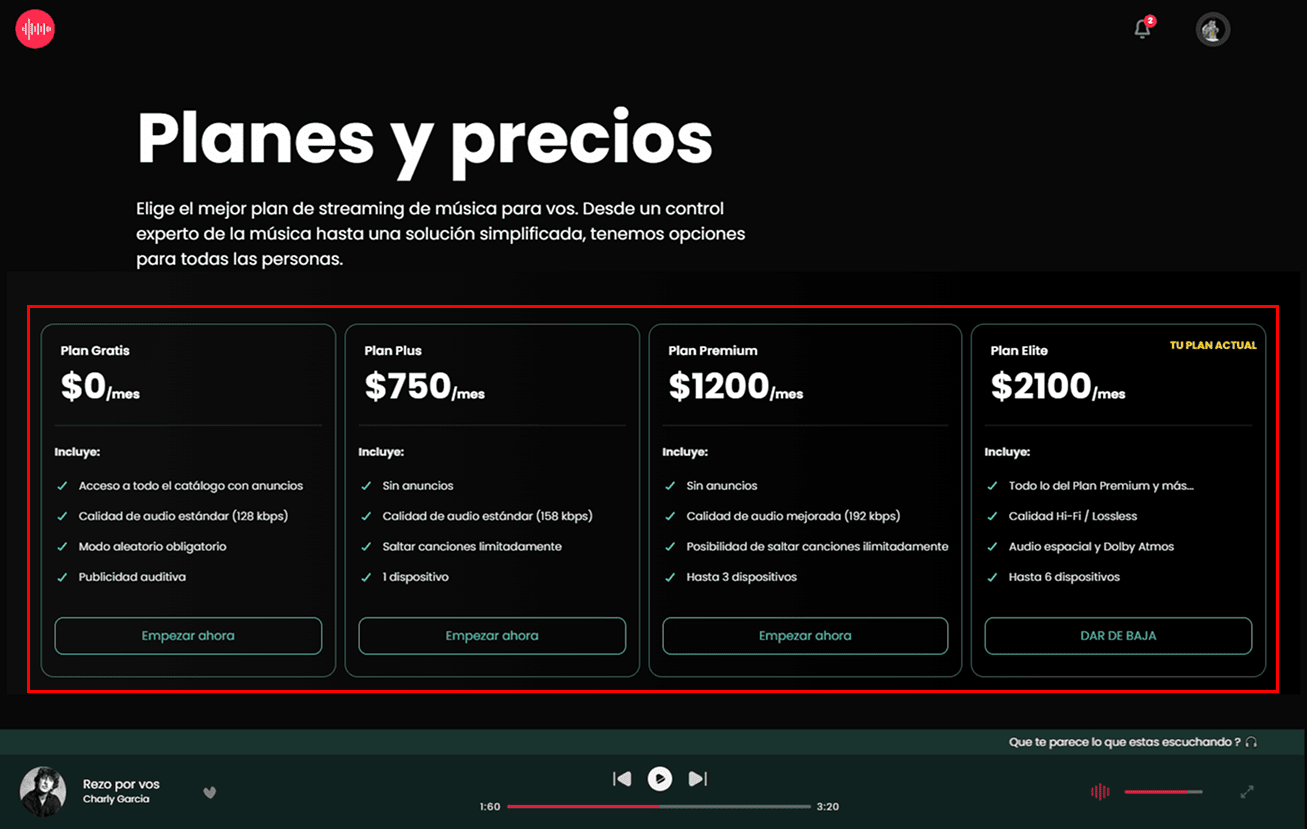 2
Planes y precios
Elige el mejor plan de streaming de música para vos. Desde un control
experto de la música hasta una solución simplificada, tenemos opciones
para todas las personas.
Plan Gratis
$0/mes
Incluye:
Acceso a todo el catálogo con anuncios
Calidad de audio estándar (128 kbps)
Modo aleatorio obligatorio
Publicidad auditiva
Empezar ahora
Plan Plus
$750/mes
Incluye:
Sin anuncios
Calidad de audio estándar (158 kbps)
Saltar canciones limitadamente
1 dispositivo
Empezar ahora
Plan Premium
$1200/mes
Incluye:
Sin anuncios
Calidad de audio mejorada (192 kbps)
Posibilidad de saltar canciones ilimitadamente
Hasta 3 dispositivos
Empezar ahora
Plan Elite
TU PLAN ACTUAL
$2100/mes
Incluye:
Todo lo del Plan Premium y más...
Calidad Hi-Fi / Lossless
Audio espacial y Dolby Atmos
Hasta 6 dispositivos
DAR DE BAJA
Que te parece lo que estas escuchando ?
Rezo por vos
Charly Garcia
1:60
3:20